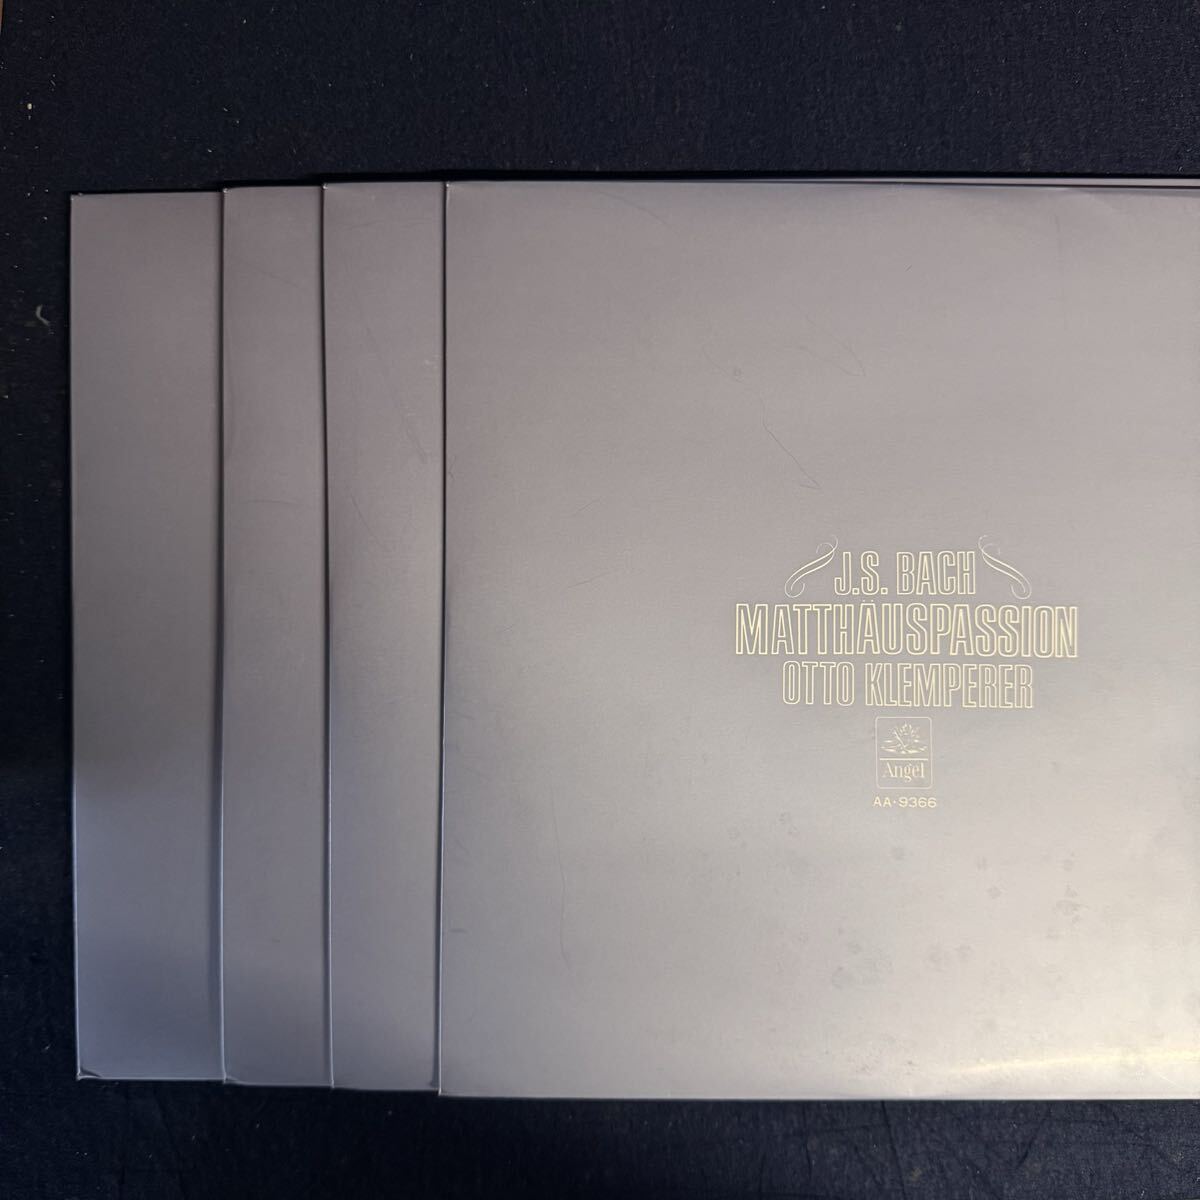 J.S. BACH
MATTHÄUSPASSION
OTTO KLEMPERER
Angel
AA-9366